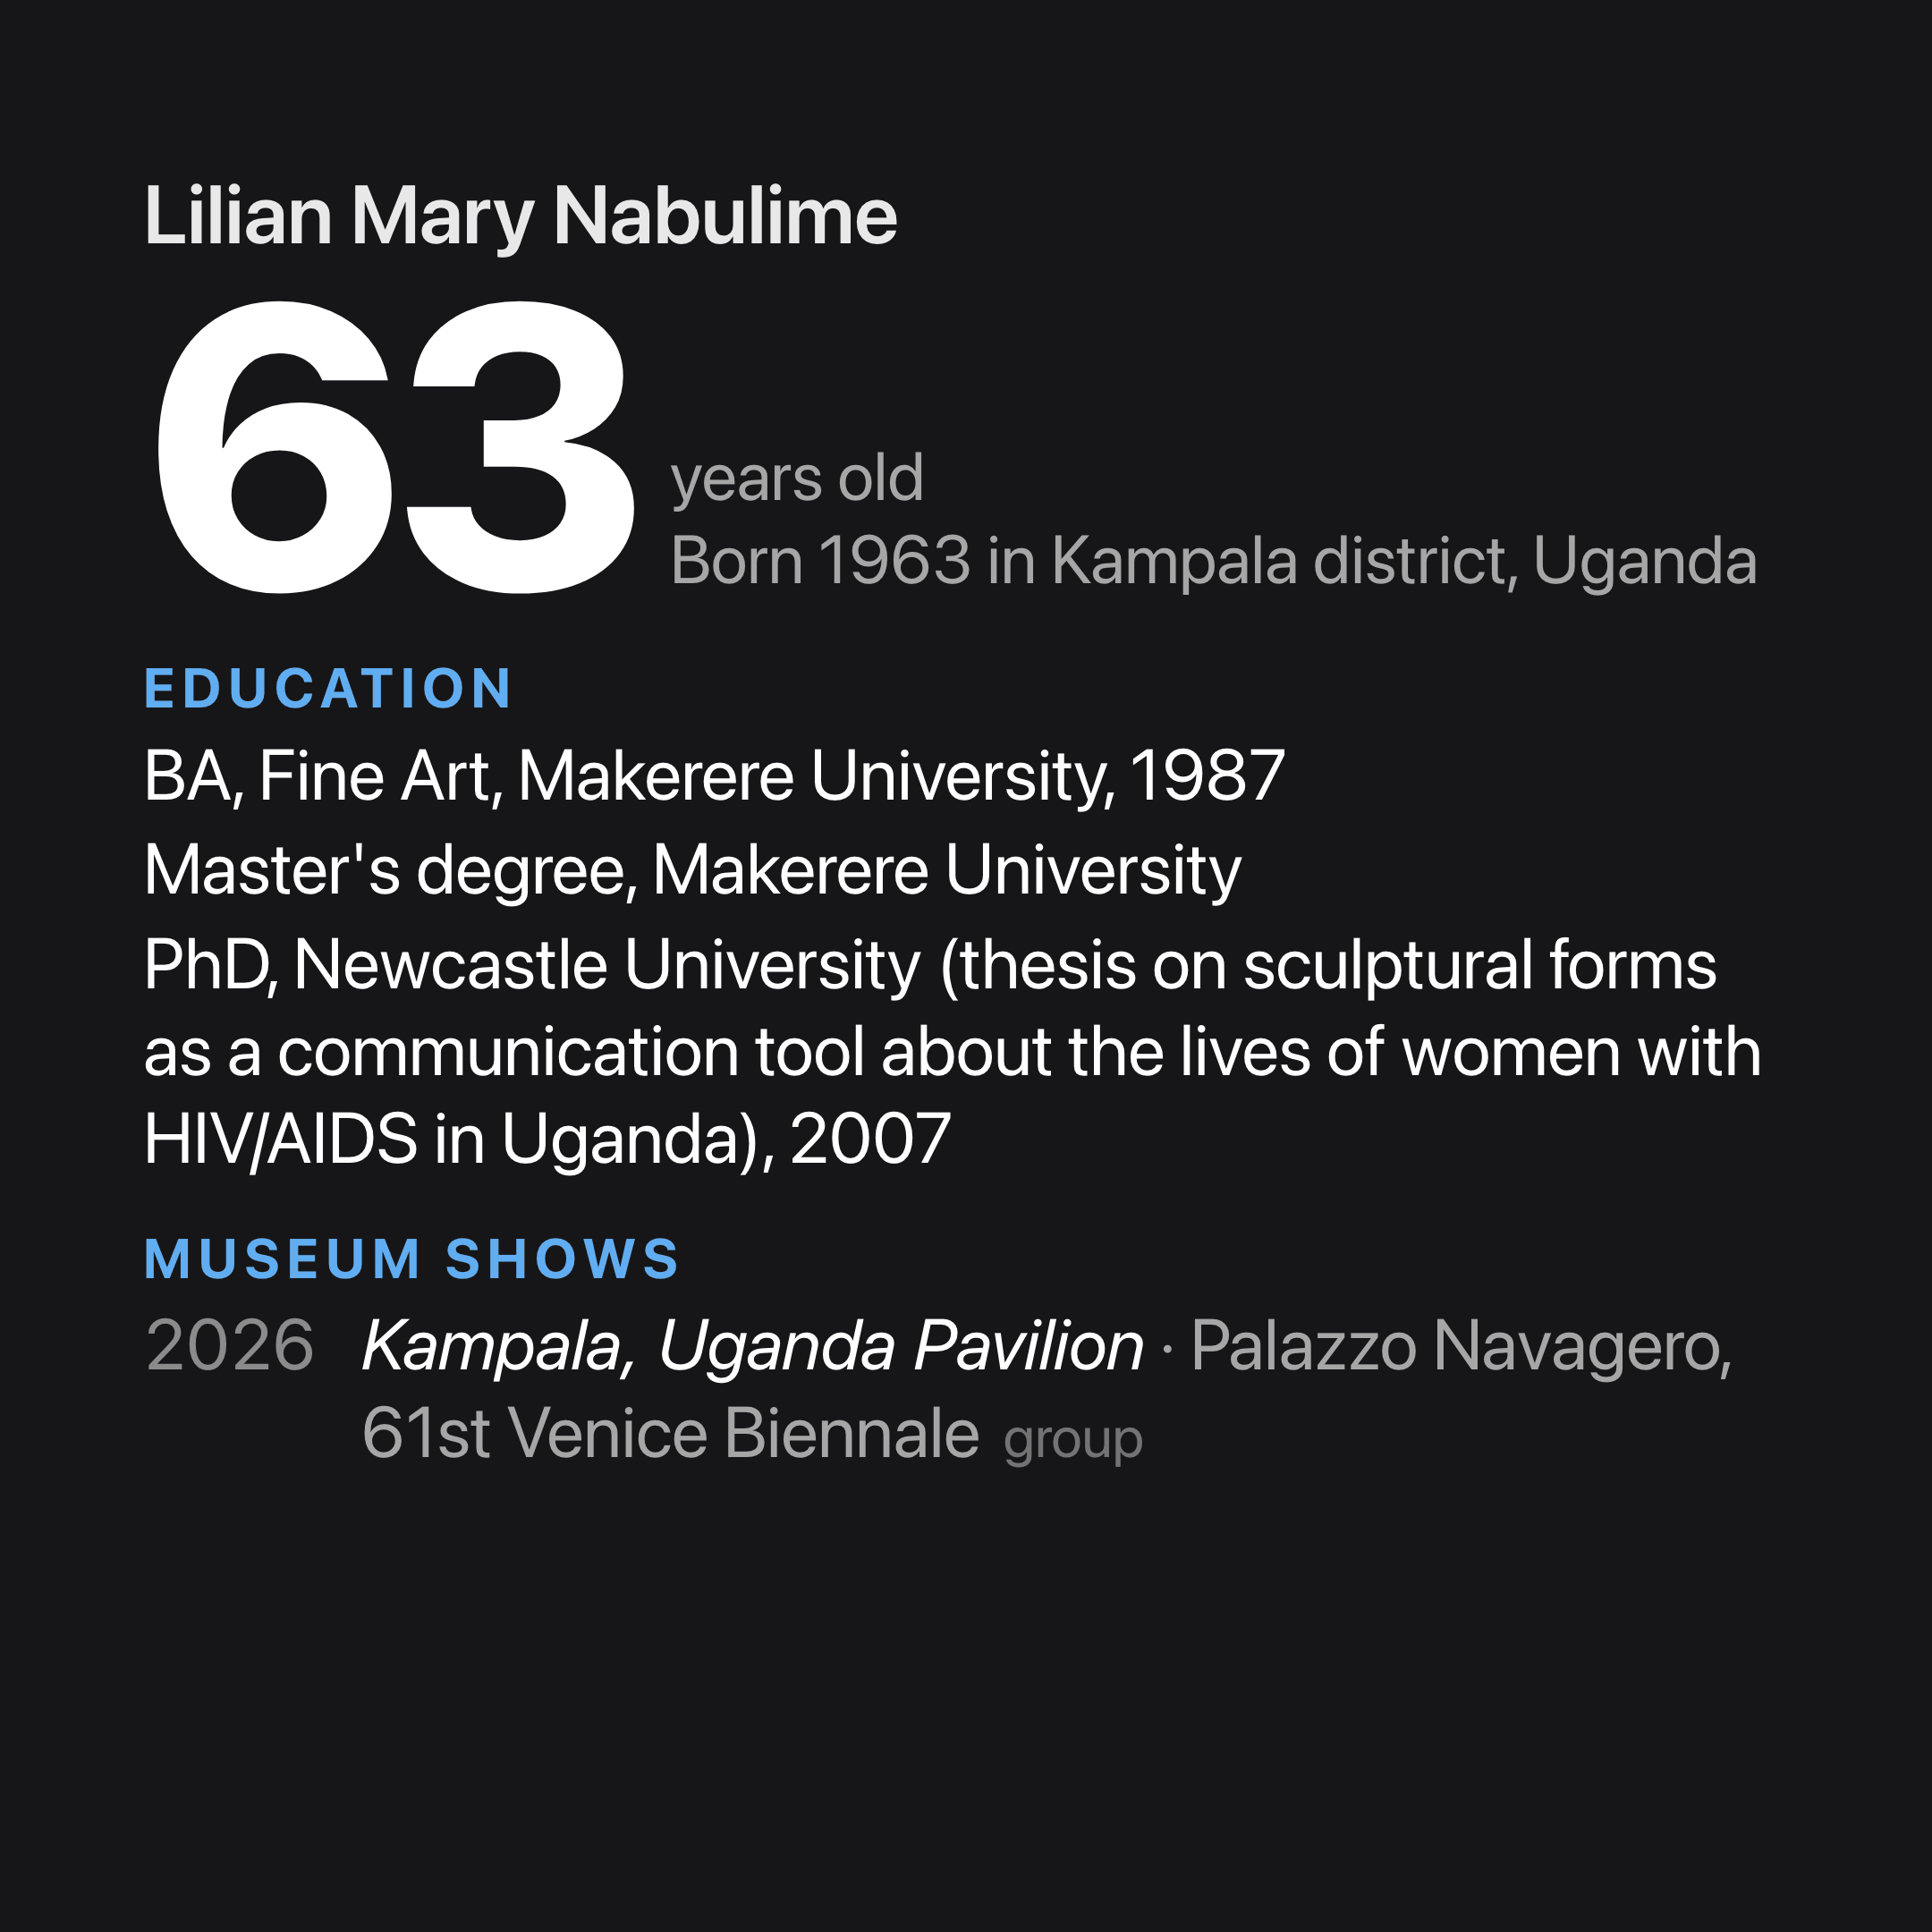 Lilian Mary Nabulime
63
years old
Born 1963 in Kampala district, Uganda
EDUCATION
BA, Fine Art, Makerere University, 1987
Master's degree, Makerere University
PhD, Newcastle University (thesis on sculptural forms
as a communication tool about the lives of women with
HIV/AIDS in Uganda), 2007
MUSEUM SHOWS
2026 Kampala, Uganda Pavilion · Palazzo Navagero,
61st Venice Biennale group